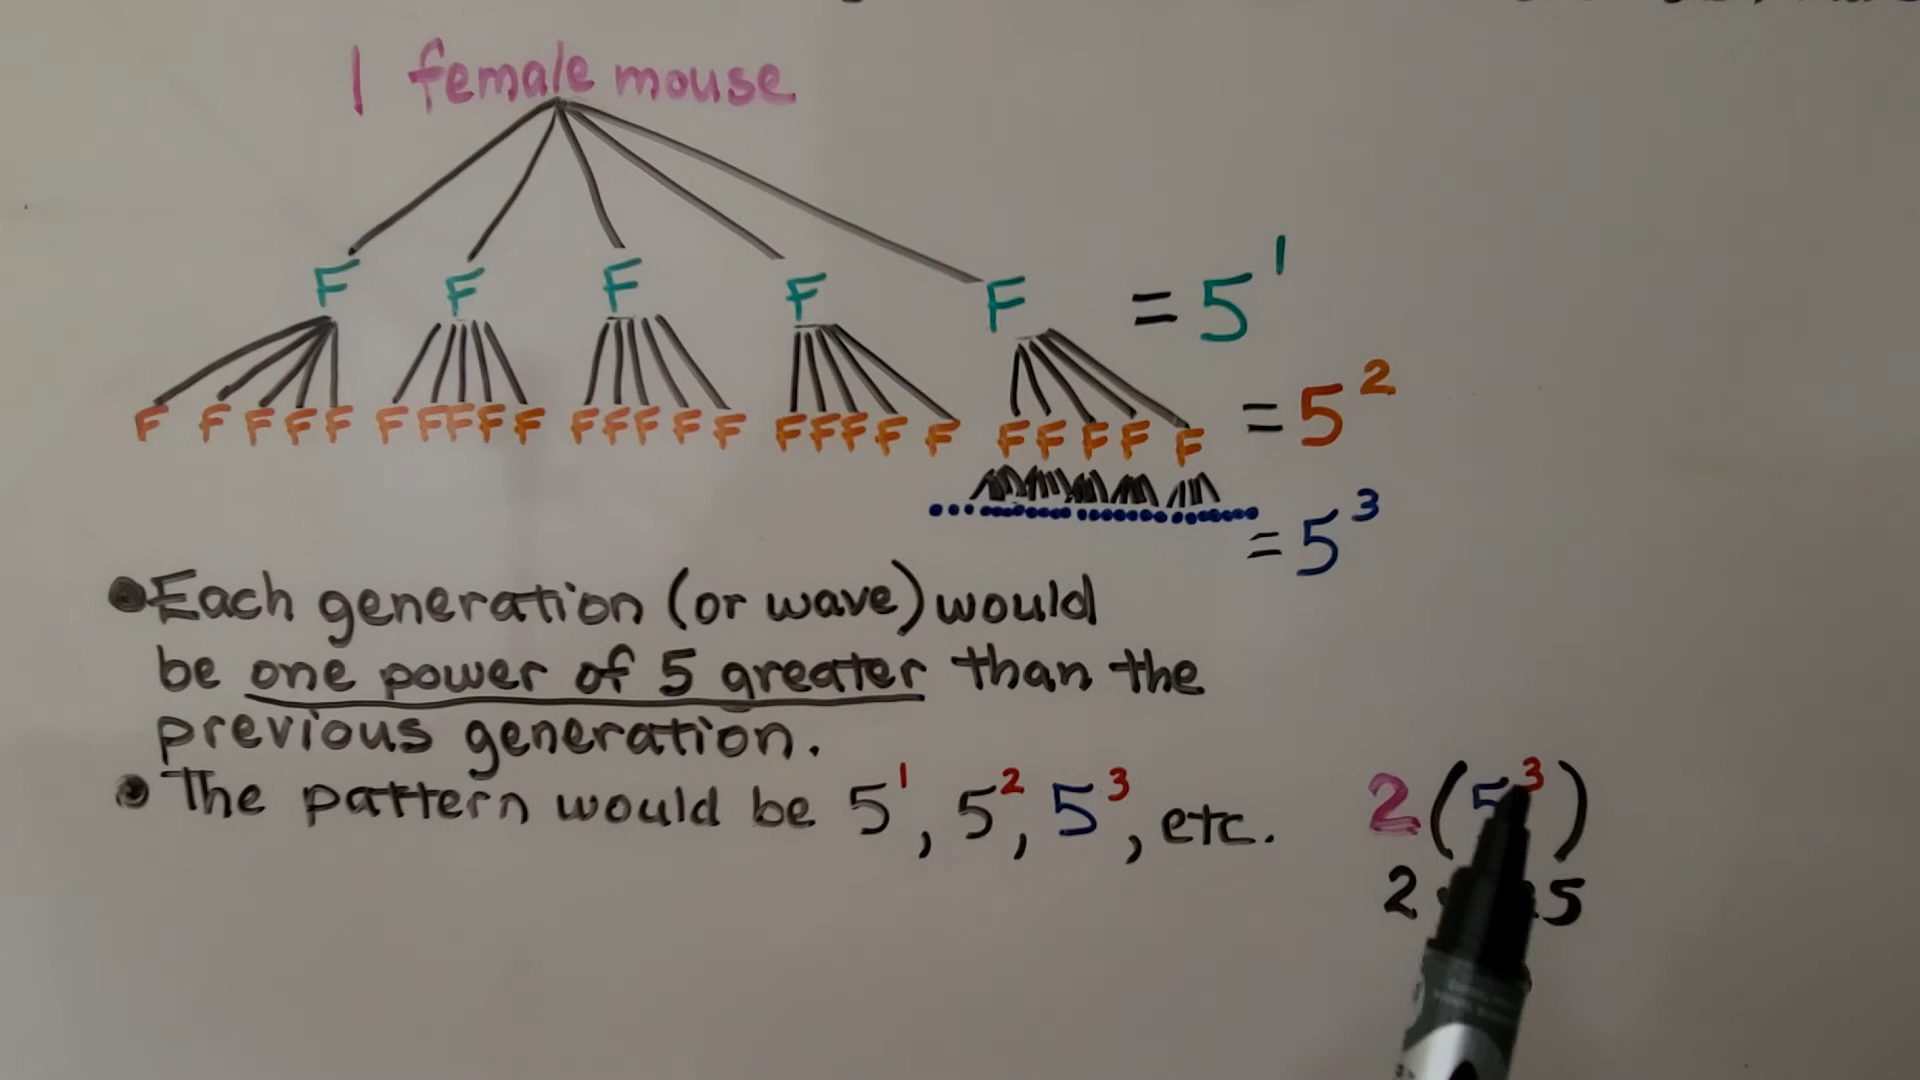 1 female mouse
F F F F F = 5¹
F F F F F F F F F F F F F F F F F F F F F F F F F = 5²
= 5³
• Each generation (or wave) would
be one power of 5 greater than the
previous generation.
• The pattern would be 5¹, 5², 5³, etc.
2(5³)
2 5